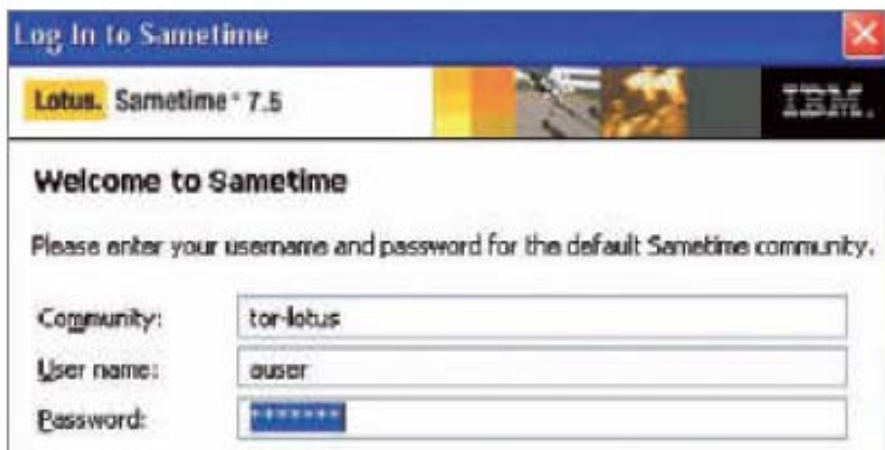 Log In to Sametime
Lotus. Sametime® 7.5
IBM.
Welcome to Sametime
Please enter your username and password for the default Sametime community.
Community: tor-lotus
User name: auser
Password: *******